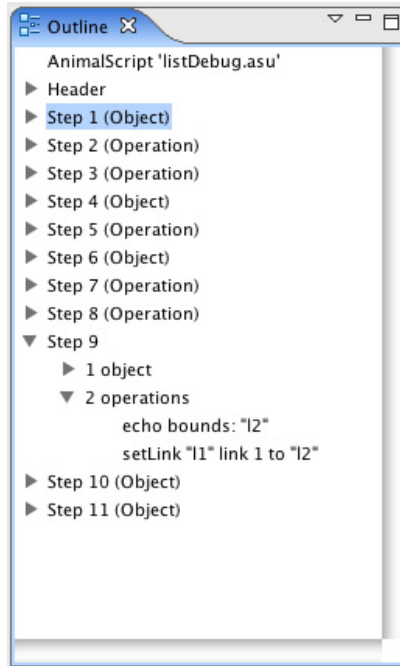 Outline
AnimalScript 'listDebug.asu'
Header
Step 1 (Object)
Step 2 (Operation)
Step 3 (Operation)
Step 4 (Object)
Step 5 (Operation)
Step 6 (Object)
Step 7 (Operation)
Step 8 (Operation)
Step 9
1 object
2 operations
echo bounds: "l2"
setLink "l1" link 1 to "l2"
Step 10 (Object)
Step 11 (Object)